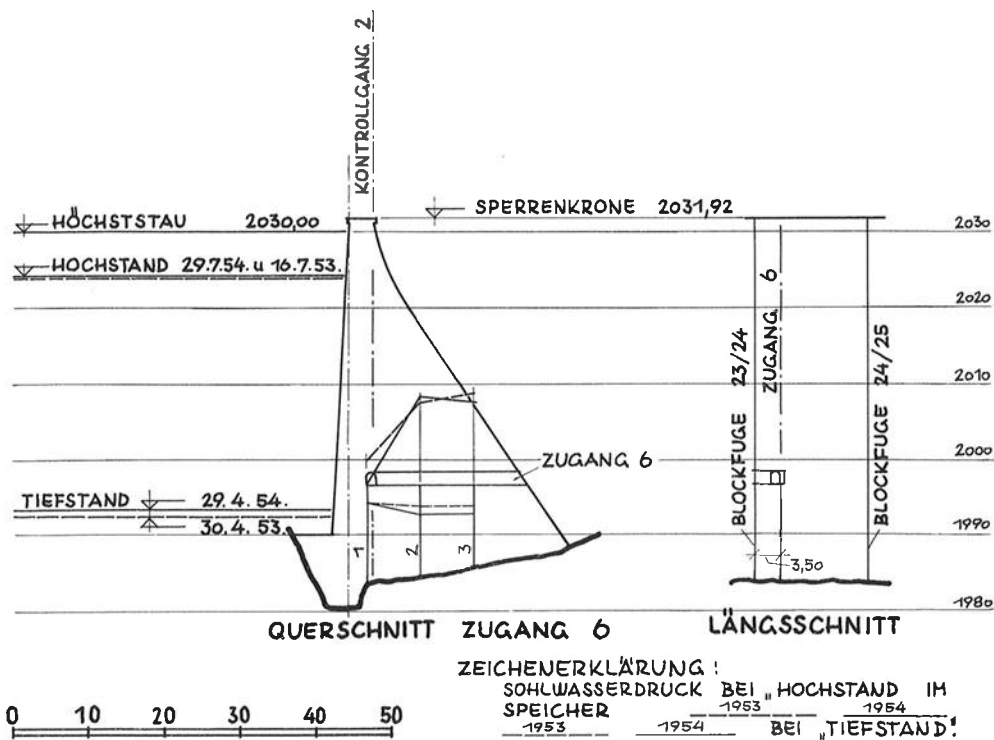 KONTROLLGANG 2
HÖCHSTSTAU 2030,00
SPERRENKRONE 2031,92
2030
HOCHSTAND 29.7.54. u 16.7.53.
2020
BLOCKFUGE 23/24
ZUGANG 6
BLOCKFUGE 24/25
2010
2000
ZUGANG 6
TIEFSTAND 29.4.54.
30.4.53.
1990
1
2
3
3,50
1980
QUERSCHNITT ZUGANG 6
LÄNGSSCHNITT
ZEICHENERKLÄRUNG:
SOHLWASSERDRUCK BEI „HOCHSTAND IM
SPEICHER 1953 1954
1953 1954 BEI „TIEFSTAND".
0 10 20 30 40 50